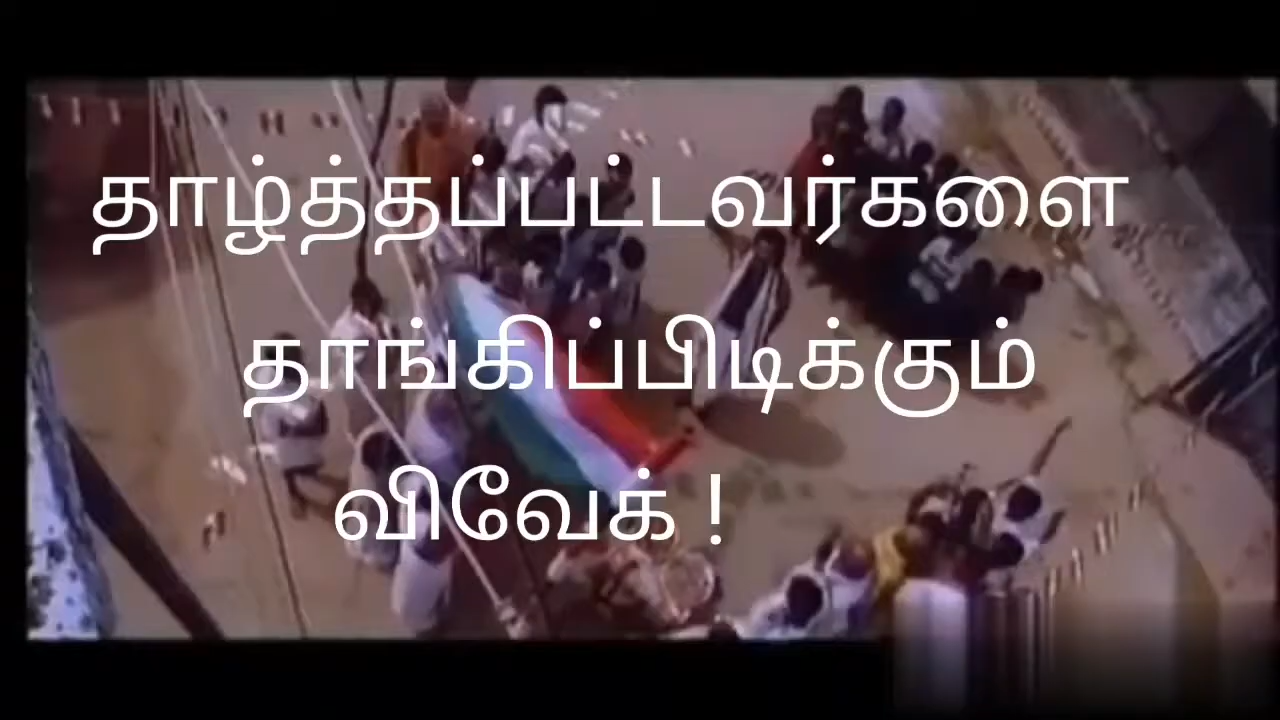 தாழ்த்தப்பட்டவர்களை
தாங்கிப்பிடிக்கும்
விவேக் !